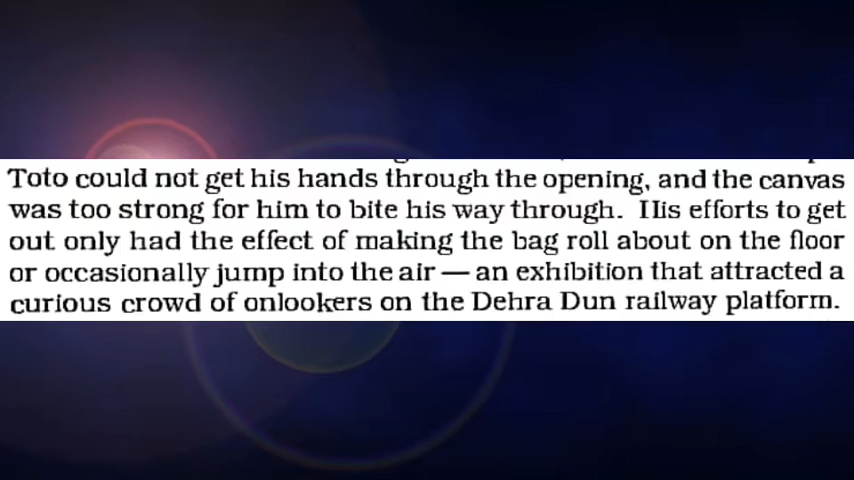 Toto could not get his hands through the opening, and the canvas
was too strong for him to bite his way through. His efforts to get
out only had the effect of making the bag roll about on the floor
or occasionally jump into the air — an exhibition that attracted a
curious crowd of onlookers on the Dehra Dun railway platform.